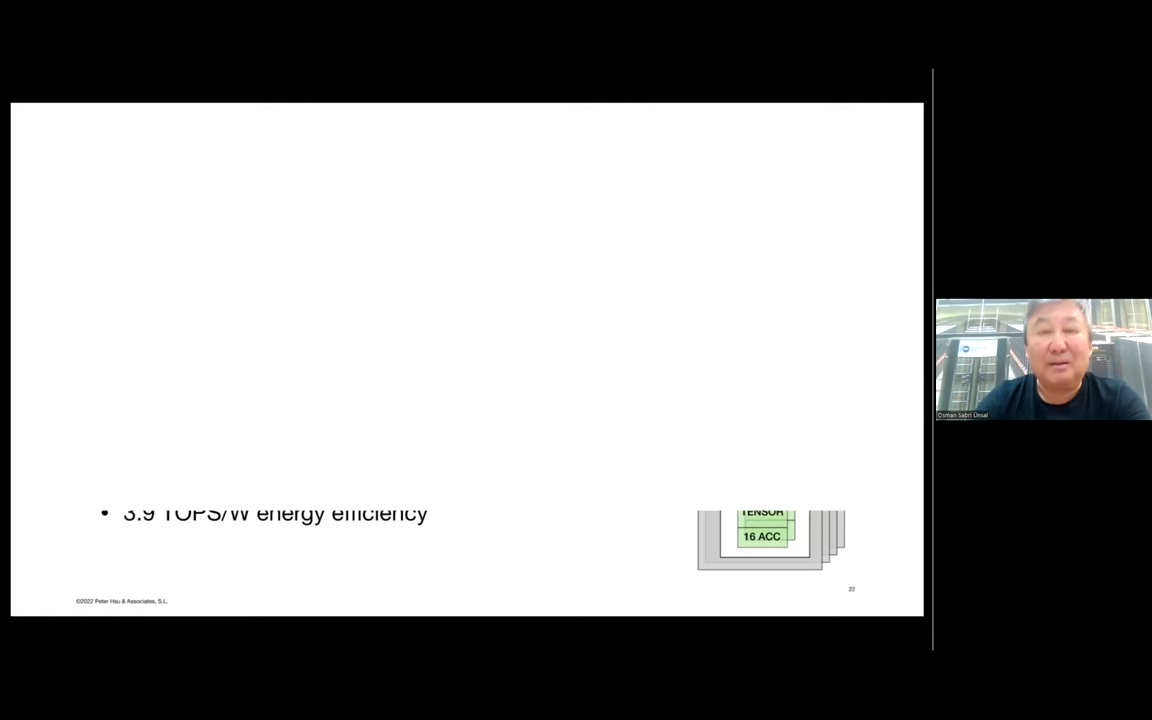 • 3.9 TOPS/W energy efficiency
TENSOR
16 ACC
©2022 Peter Hsu & Associates, S.L.
22
Osman Sabri Ünsal